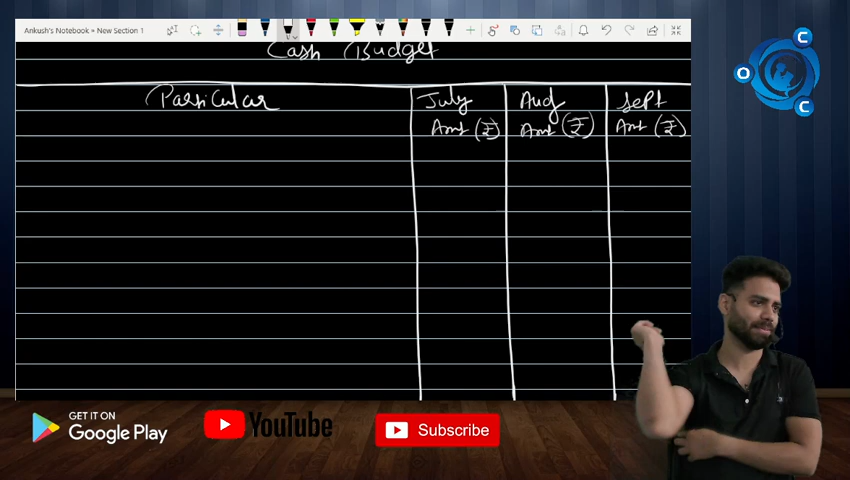 Ankush's Notebook » New Section 1
Cash Budget
Particular July Aug Sept
Amt (₹) Amt (₹) Amt (₹)
O C C
GET IT ON
Google Play
YouTube
Subscribe